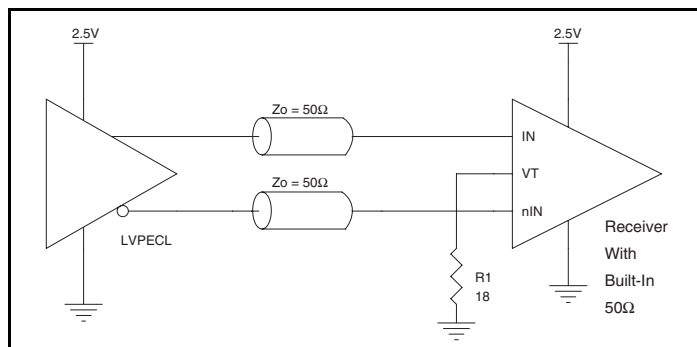 2.5V
2.5V
Zo = 50Ω
IN
VT
Zo = 50Ω
nIN
LVPECL
Receiver
With
Built-In
50Ω
R1
18